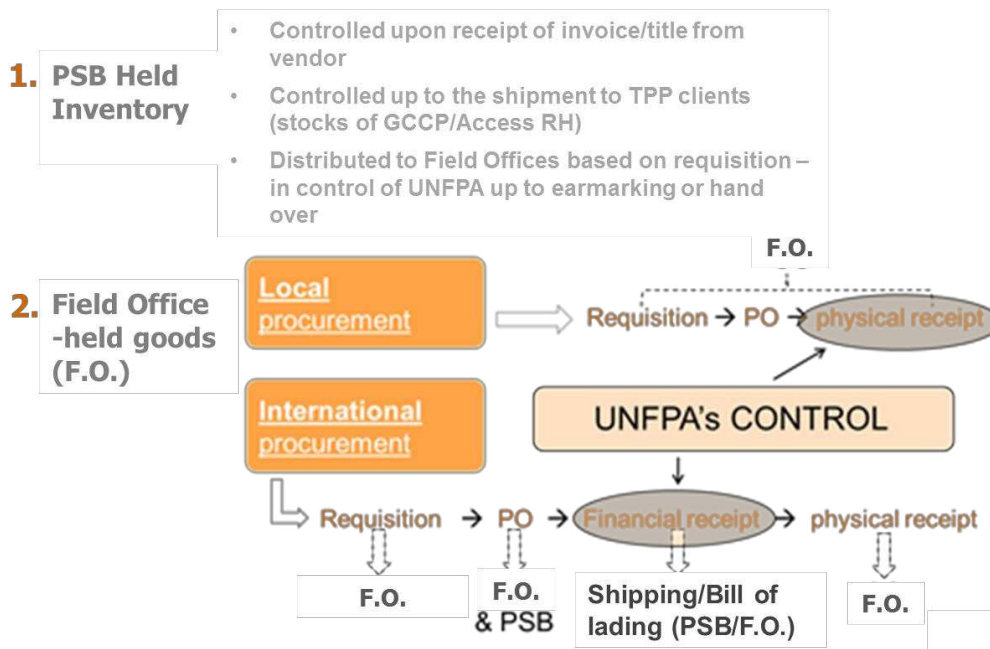 1. PSB Held
Inventory
• Controlled upon receipt of invoice/title from
vendor
• Controlled up to the shipment to TPP clients
(stocks of GCCP/Access RH)
• Distributed to Field Offices based on requisition –
in control of UNFPA up to earmarking or hand
over
2. Field Office
-held goods
(F.O.)
F.O.
Local
procurement
Requisition → PO → physical receipt
International
procurement
UNFPA's CONTROL
Requisition → PO → Financial receipt → physical receipt
F.O.
F.O.
& PSB
Shipping/Bill of
lading (PSB/F.O.)
F.O.